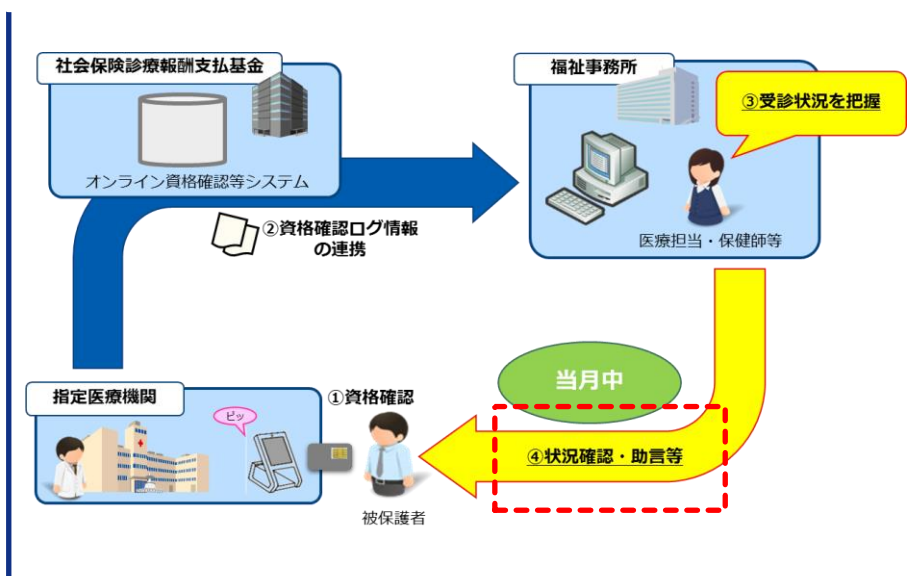 社会保険診療報酬支払基金
オンライン資格確認等システム
福祉事務所
③受診状況を把握
医療担当・保健師等
②資格確認ログ情報
の連携
当月中
指定医療機関
ピッ
①資格確認
④状況確認・助言等
被保護者